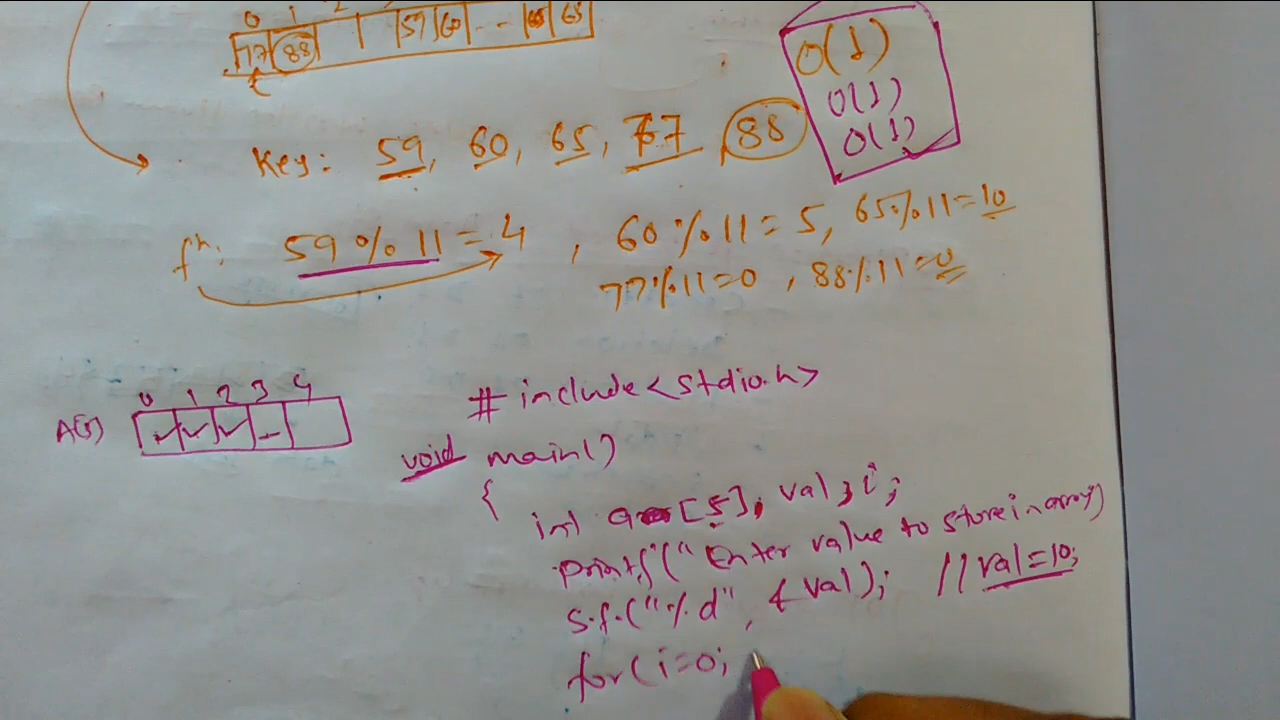 0 1 2
77 88 59 60 -- 65
O(1)
O(1)
O(1)
Key: 59, 60, 65, 77, 88
fn: 59 % 11 = 4 , 60 % 11 = 5, 65 % 11 = 10
77 % 11 = 0 , 88 % 11 = 0
0 1 2 3 4
A[5]
# include <stdio.h>
void main()
{
int a[5], val, i;
printf("Enter value to store in array")
s.f.("%d", &val); // val = 10;
for(i=0;